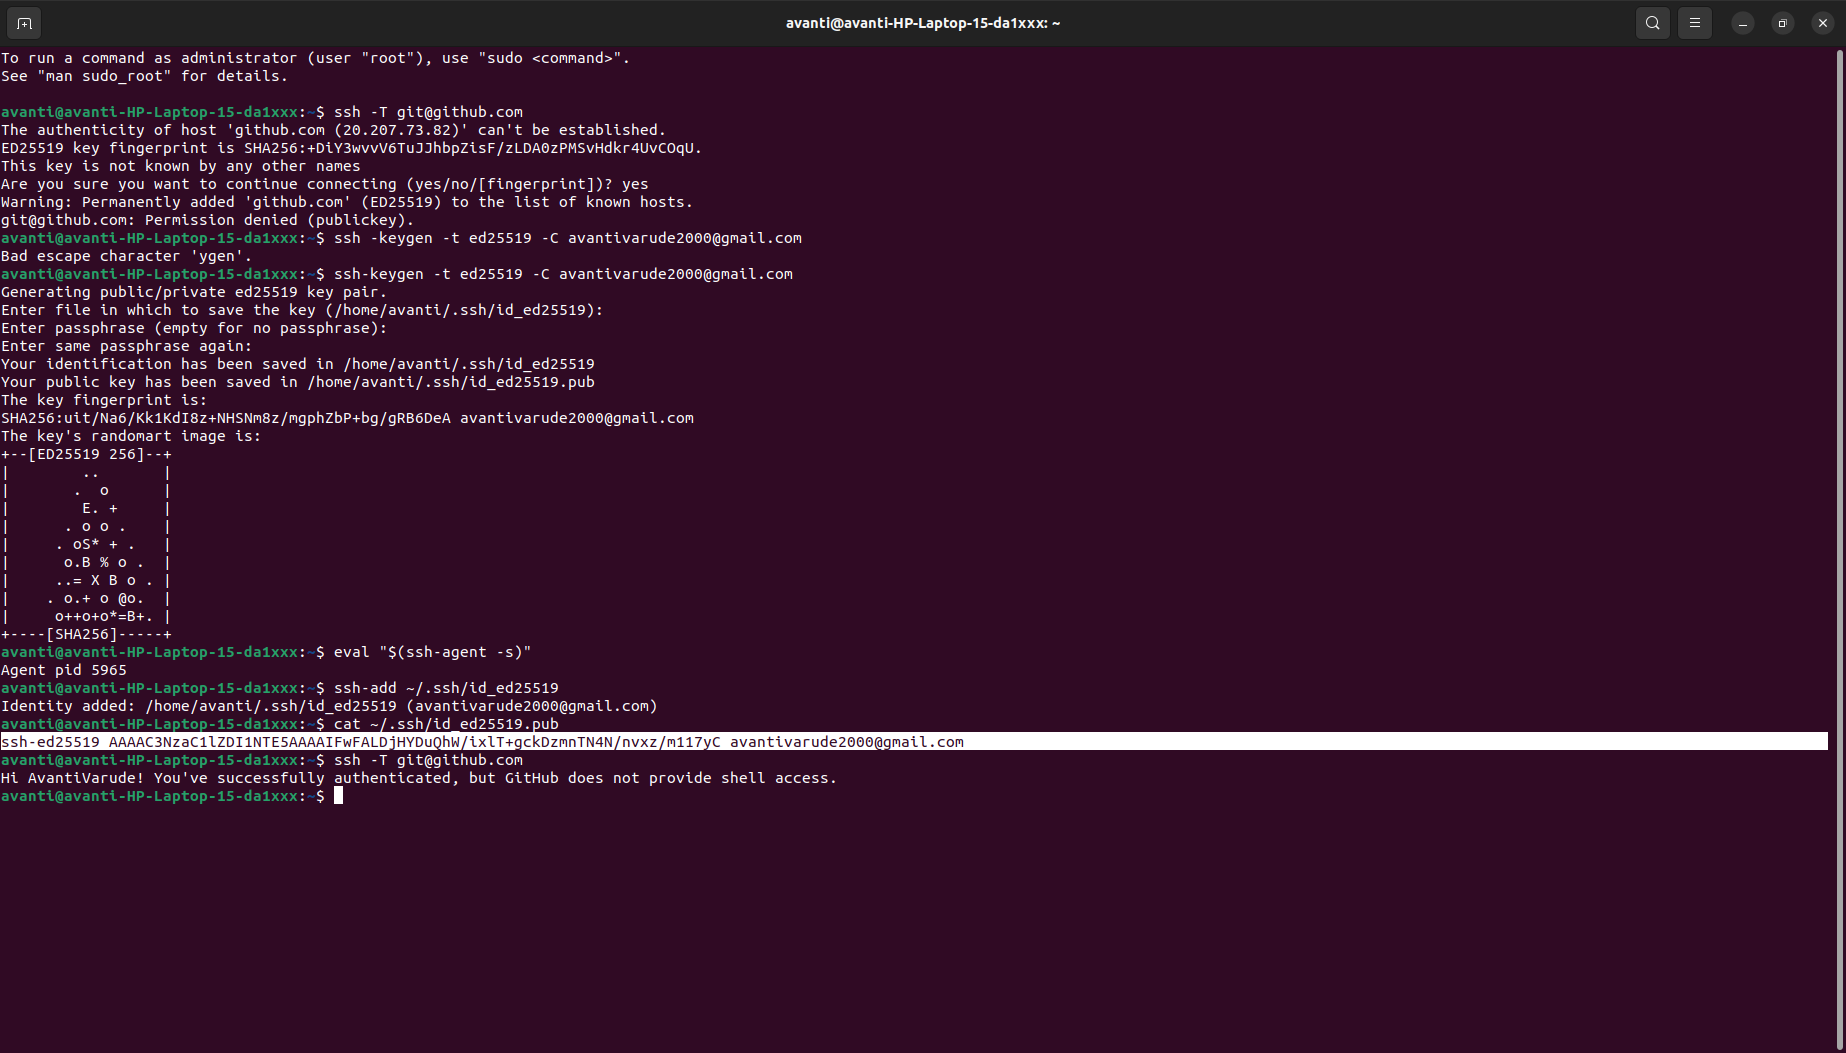 avanti@avanti-HP-Laptop-15-da1xxx: ~
To run a command as administrator (user "root"), use "sudo <command>".
See "man sudo_root" for details.
avanti@avanti-HP-Laptop-15-da1xxx:~$ ssh -T git@github.com
The authenticity of host 'github.com (20.207.73.82)' can't be established.
ED25519 key fingerprint is SHA256:+DiY3wvvV6TuJJhbpZisF/zLDA0zPMSvHdkr4UvCOqU.
This key is not known by any other names
Are you sure you want to continue connecting (yes/no/[fingerprint])? yes
Warning: Permanently added 'github.com' (ED25519) to the list of known hosts.
git@github.com: Permission denied (publickey).
avanti@avanti-HP-Laptop-15-da1xxx:~$ ssh -keygen -t ed25519 -C avantivarude2000@gmail.com
Bad escape character 'ygen'.
avanti@avanti-HP-Laptop-15-da1xxx:~$ ssh-keygen -t ed25519 -C avantivarude2000@gmail.com
Generating public/private ed25519 key pair.
Enter file in which to save the key (/home/avanti/.ssh/id_ed25519):
Enter passphrase (empty for no passphrase):
Enter same passphrase again:
Your identification has been saved in /home/avanti/.ssh/id_ed25519
Your public key has been saved in /home/avanti/.ssh/id_ed25519.pub
The key fingerprint is:
SHA256:uit/Na6/Kk1KdI8z+NHSNm8z/mgphZbP+bg/gRB6DeA avantivarude2000@gmail.com
The key's randomart image is:
+--[ED25519 256]--+
|        ..       |
|       .  o      |
|        E. +     |
|      . o o .    |
|     . oS* + .   |
|      o.B % o .  |
|     ..= X B o . |
|    . o.+ o @o.  |
|     o++o+o*=B+. |
+----[SHA256]-----+
avanti@avanti-HP-Laptop-15-da1xxx:~$ eval "$(ssh-agent -s)"
Agent pid 5965
avanti@avanti-HP-Laptop-15-da1xxx:~$ ssh-add ~/.ssh/id_ed25519
Identity added: /home/avanti/.ssh/id_ed25519 (avantivarude2000@gmail.com)
avanti@avanti-HP-Laptop-15-da1xxx:~$ cat ~/.ssh/id_ed25519.pub
ssh-ed25519 AAAAC3NzaC1lZDI1NTE5AAAAIFwFALDjHYDuQhW/ixlT+gckDzmnTN4N/nvxz/m117yC avantivarude2000@gmail.com
avanti@avanti-HP-Laptop-15-da1xxx:~$ ssh -T git@github.com
Hi AvantiVarude! You've successfully authenticated, but GitHub does not provide shell access.
avanti@avanti-HP-Laptop-15-da1xxx:~$